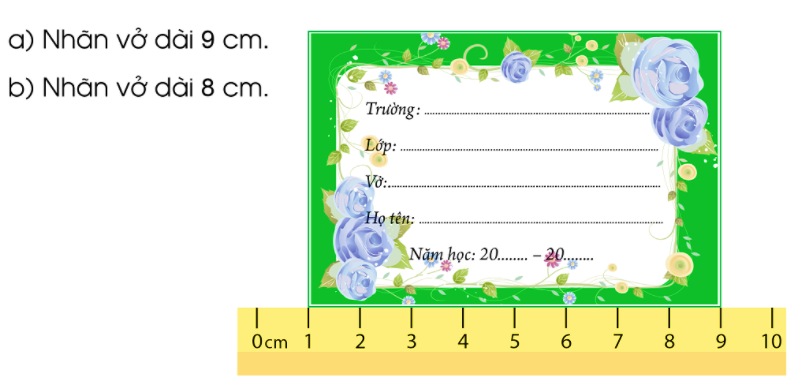 a) Nhãn vở dài 9 cm.
b) Nhãn vở dài 8 cm.
Trường: ........................................................
Lớp: ................................................................
Vở:....................................................................
Họ tên: ............................................................
Năm học: 20........ – 20........
0cm 1 2 3 4 5 6 7 8 9 10